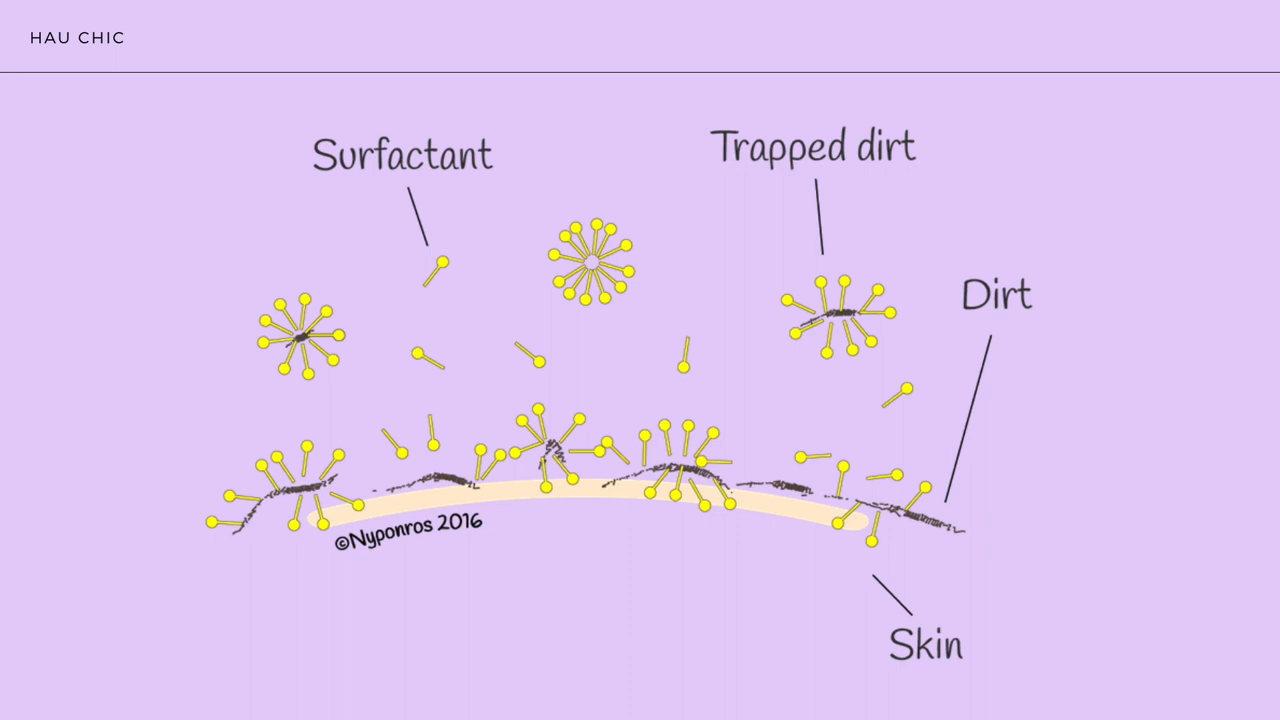 HAU CHIC
Surfactant
Trapped dirt
Dirt
©Nyponros 2016
Skin